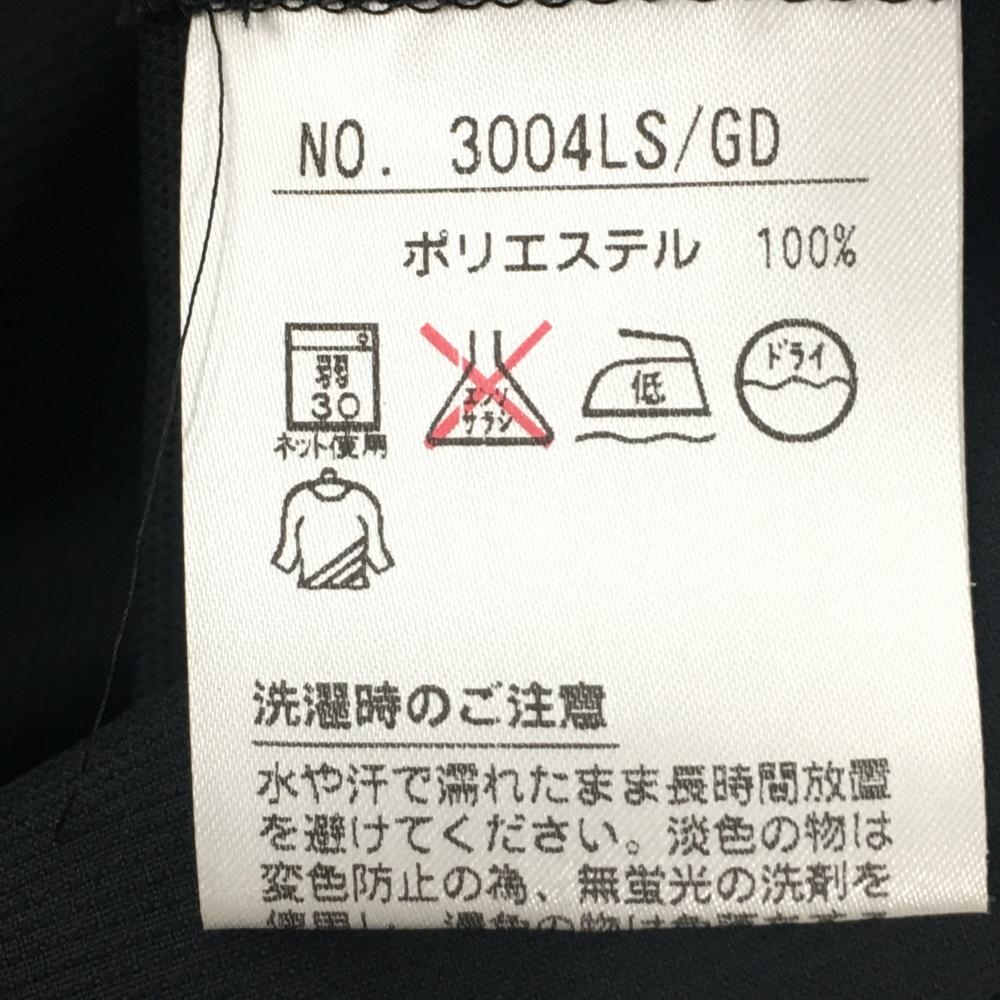 NO. 3004LS/GD
ポリエステル 100%
弱
30
ネット使用
エンソ
サラシ
低
ドライ
洗濯時のご注意
水や汗で濡れたまま長時間放置
を避けてください。淡色の物は
変色防止の為、無蛍光の洗剤を